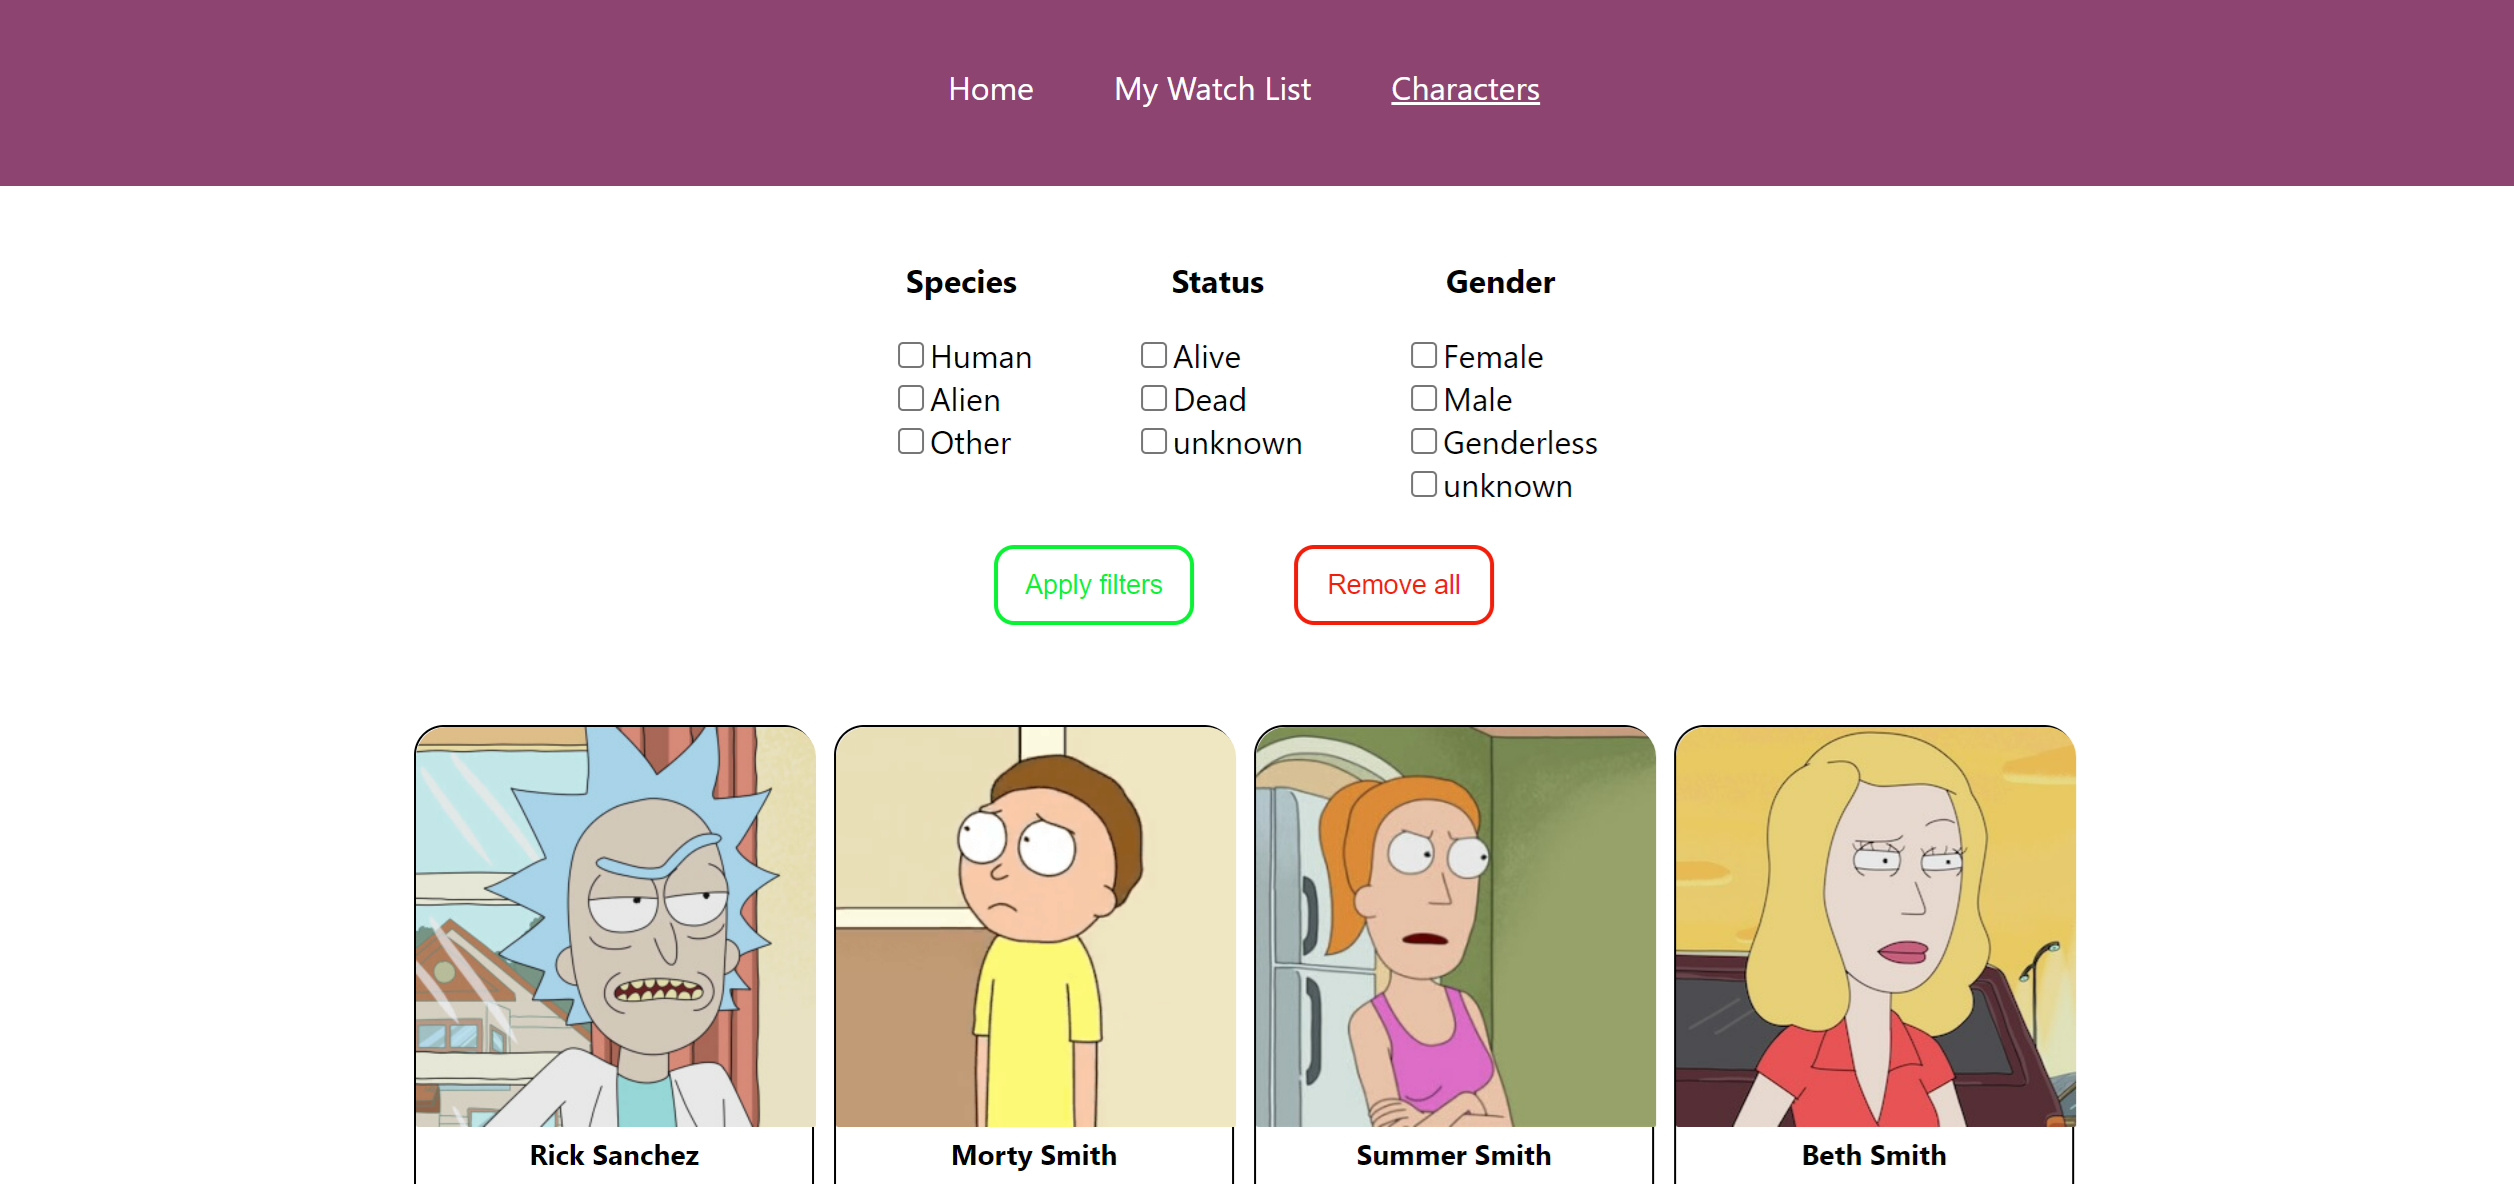 Home My Watch List Characters
Species Status Gender
Human Alive Female
Alien Dead Male
Other unknown Genderless
unknown
Apply filters Remove all
Rick Sanchez Morty Smith Summer Smith Beth Smith